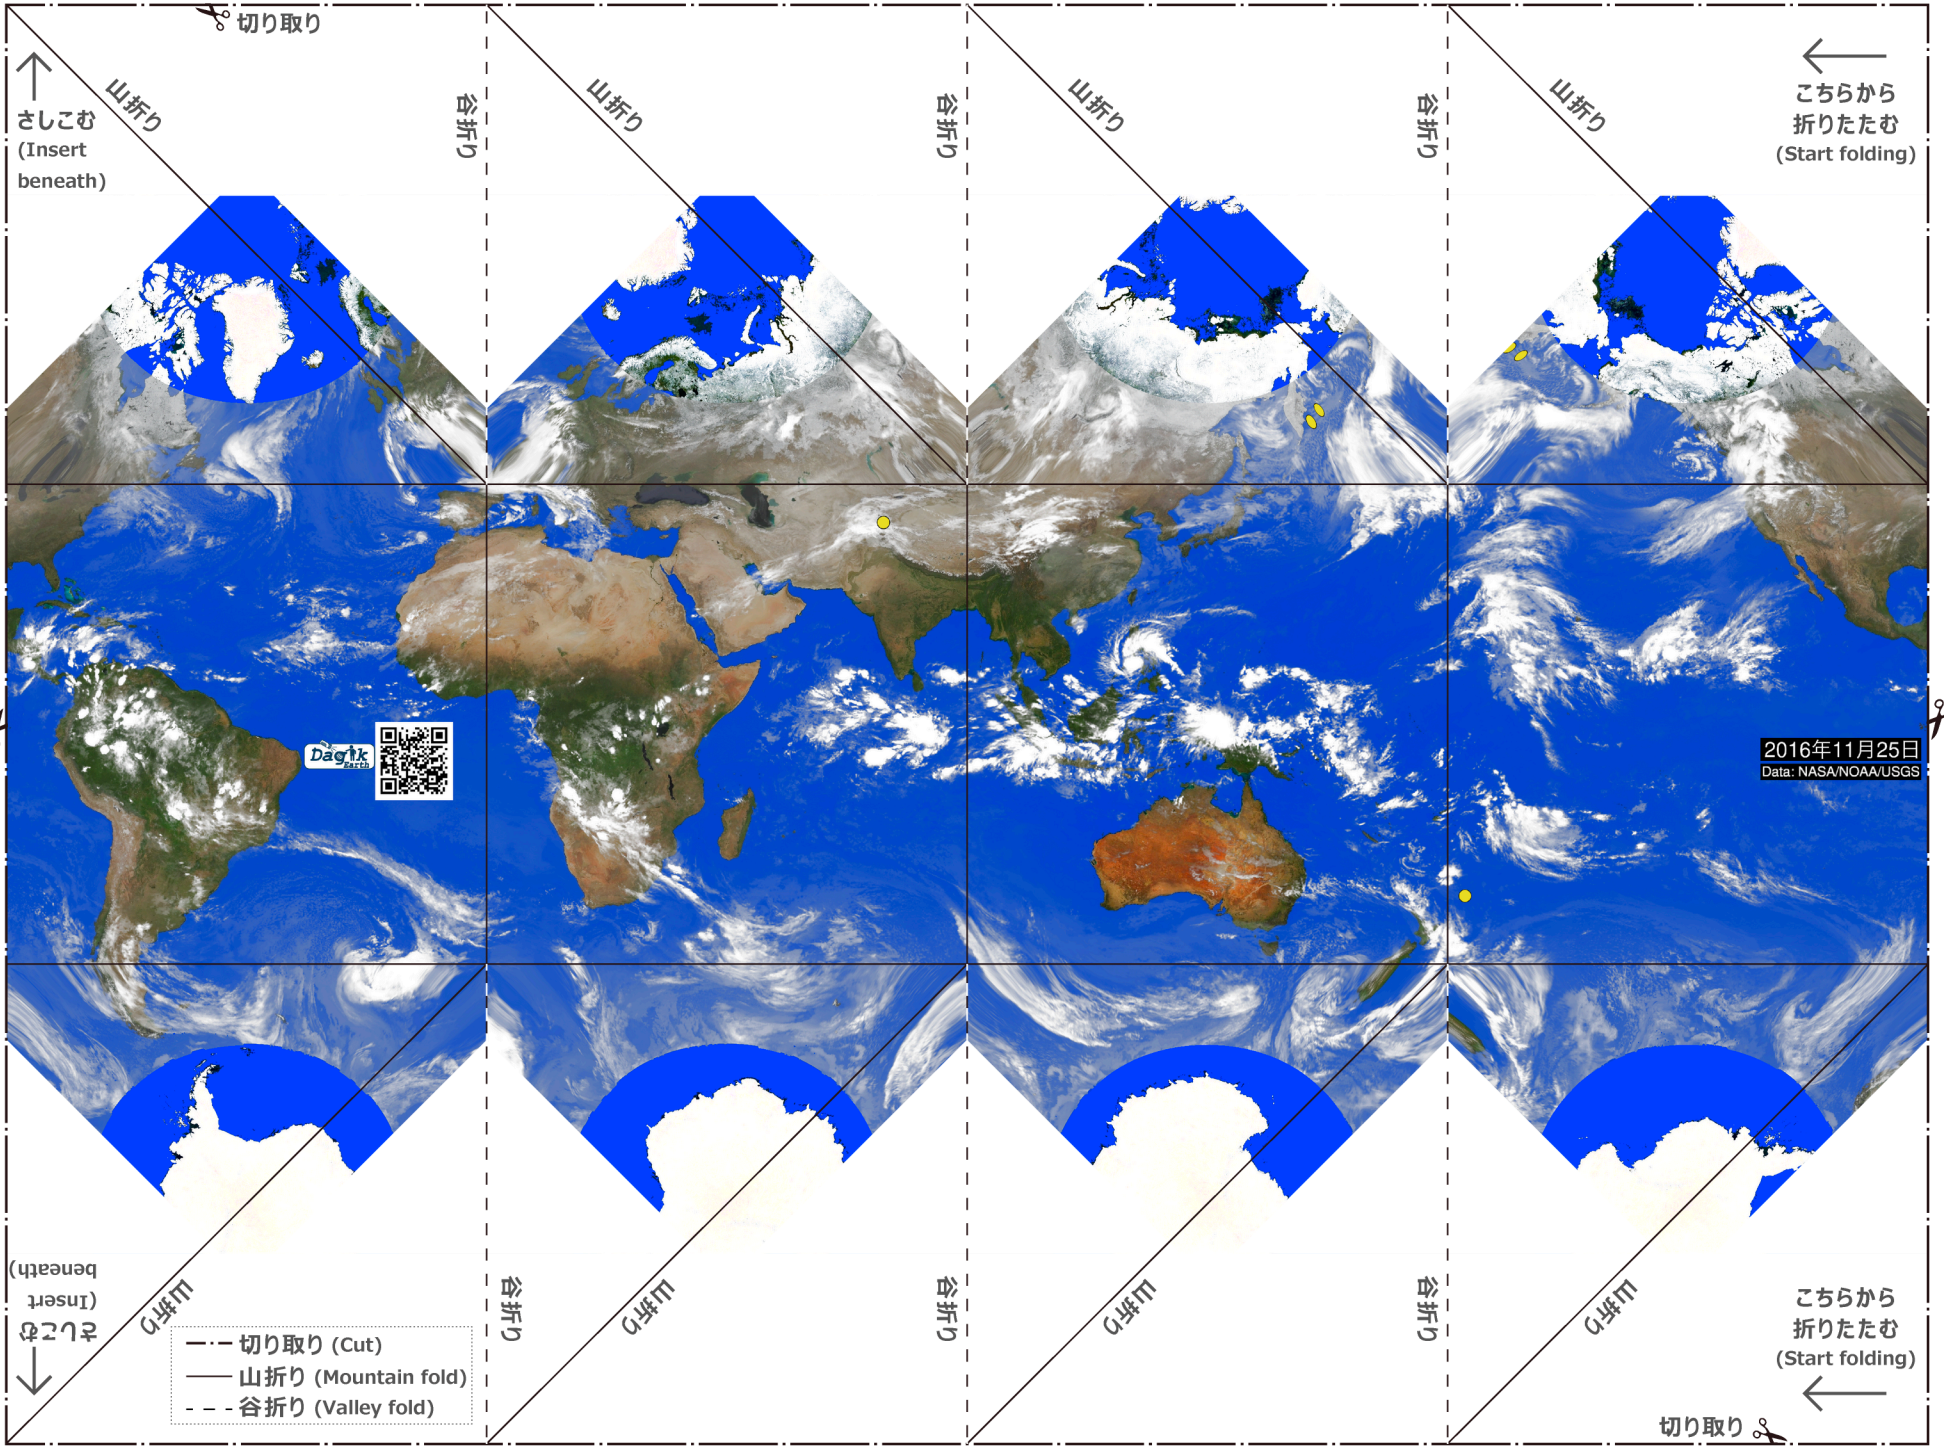 切り取り
山折り
谷折り
山折り
谷折り
山折り
谷折り
山折り
さしこむ
(Insert
beneath)
こちらから
折りたたむ
(Start folding)
Dagik
Earth
2016年11月25日
Data: NASA/NOAA/USGS
さしこむ
(Insert
beneath)
山折り
谷折り
山折り
谷折り
山折り
谷折り
山折り
こちらから
折りたたむ
(Start folding)
切り取り (Cut)
山折り (Mountain fold)
谷折り (Valley fold)
切り取り